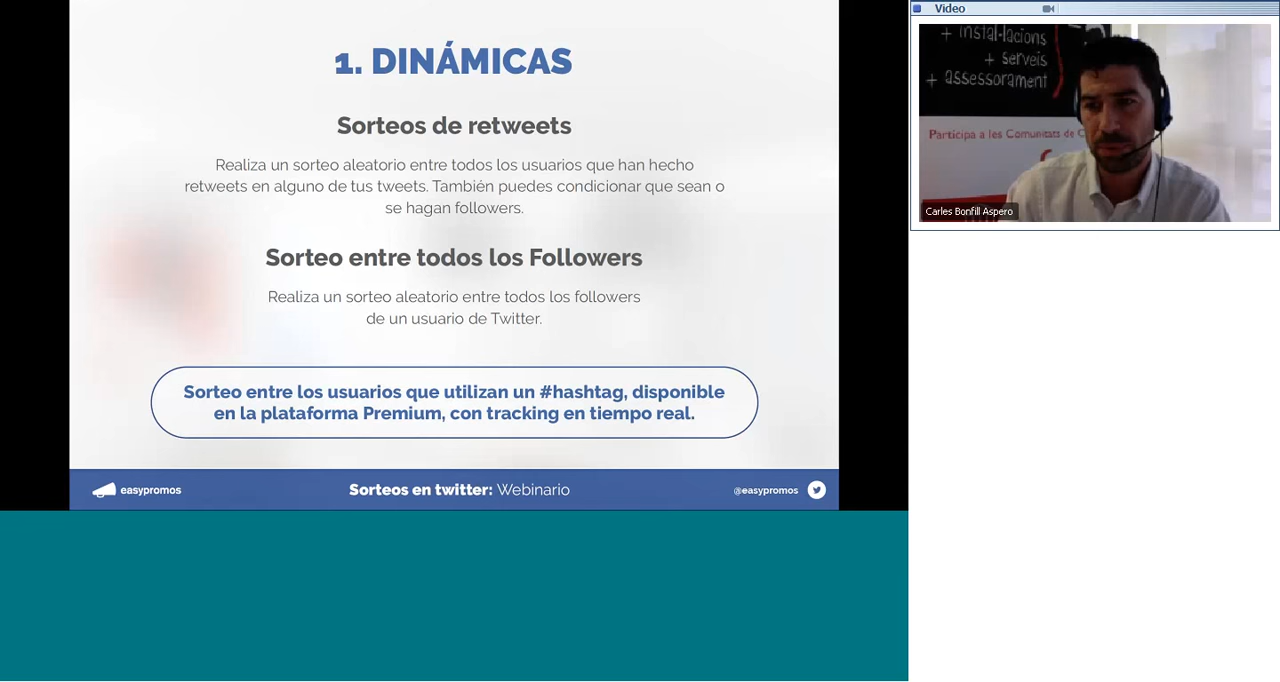 1. DINÁMICAS
Sorteos de retweets
Realiza un sorteo aleatorio entre todos los usuarios que han hecho
retweets en alguno de tus tweets. También puedes condicionar que sean o
se hagan followers.
Sorteo entre todos los Followers
Realiza un sorteo aleatorio entre todos los followers
de un usuario de Twitter.
Sorteo entre los usuarios que utilizan un #hashtag, disponible
en la plataforma Premium, con tracking en tiempo real.
easypromos
Sorteos en twitter: Webinario
@easypromos
Video
+ instal·lacions
+ serveis
+ assessorament
Participa a les Comunitats de
Carles Bonfill Aspero